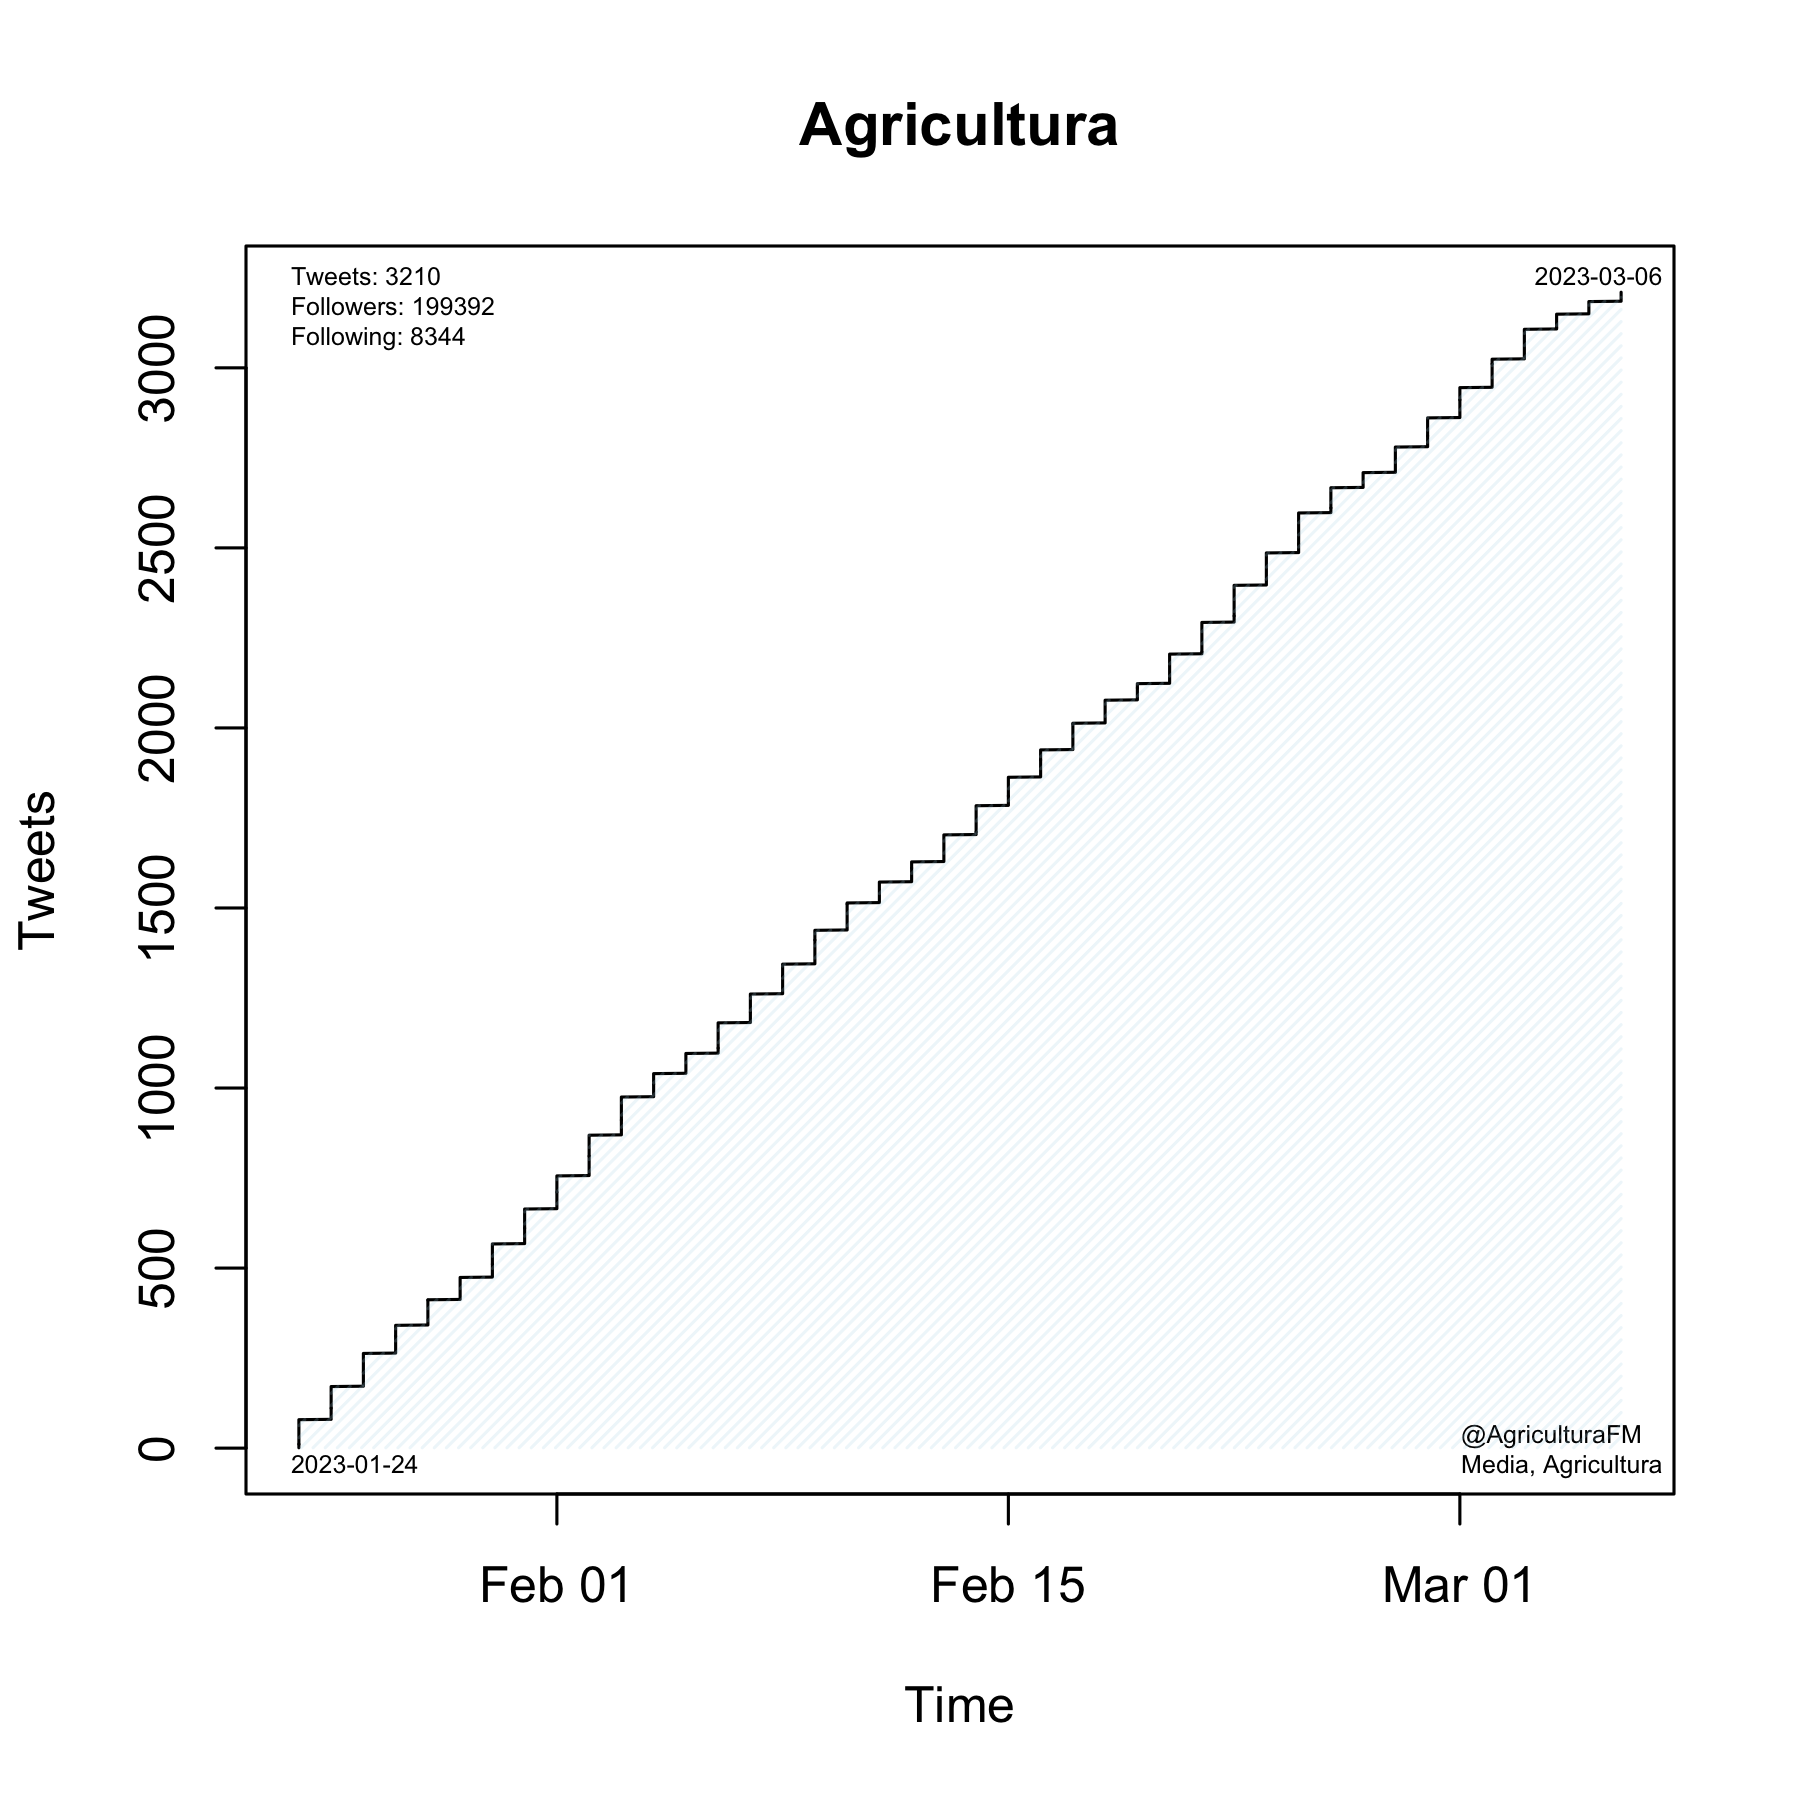 Agricultura
Tweets: 3210
Followers: 199392
Following: 8344
2023-03-06
3000
2500
2000
1500
1000
500
0
Tweets
2023-01-24
@AgriculturaFM
Media, Agricultura
Feb 01
Feb 15
Mar 01
Time